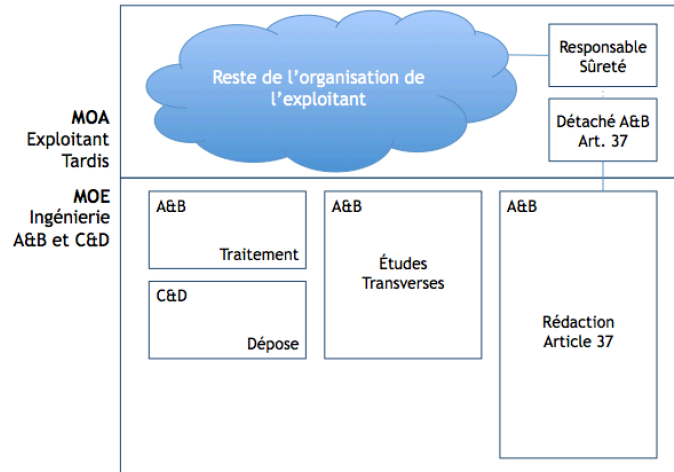 Reste de l’organisation de
l’exploitant
Responsable
Sûreté
Détaché A&B
Art. 37
MOA
Exploitant
Tardis
MOE
Ingénierie
A&B et C&D
A&B
Traitement
C&D
Dépose
A&B
Études
Transverses
A&B
Rédaction
Article 37